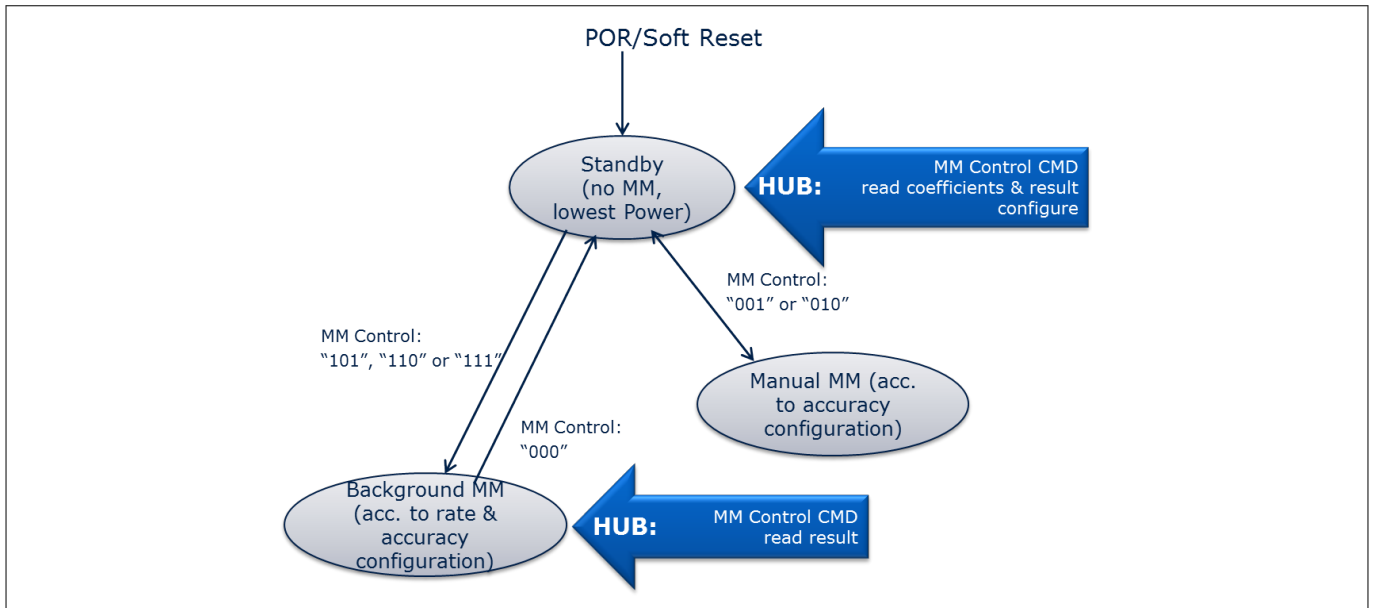 POR/Soft Reset
Standby
(no MM,
lowest Power)
HUB:
MM Control CMD
read coefficients & result
configure
MM Control:
“001” or “010”
MM Control:
“101”, “110” or “111”
Manual MM (acc.
to accuracy
configuration)
MM Control:
“000”
Background MM
(acc. to rate &
accuracy
configuration)
HUB:
MM Control CMD
read result